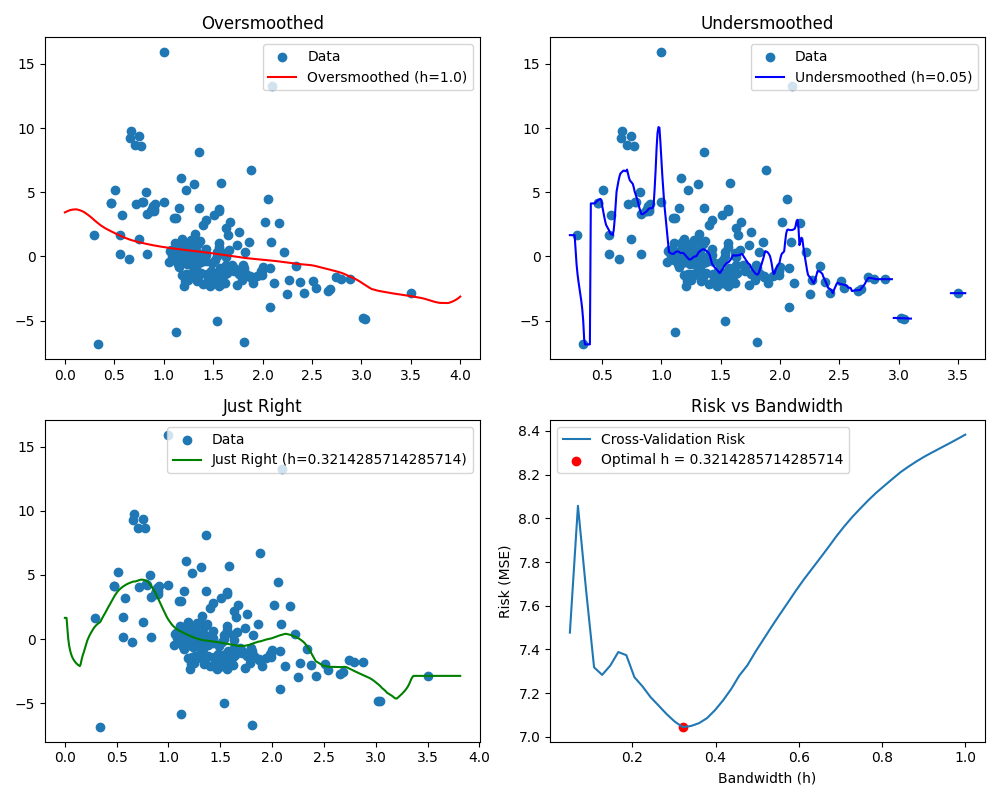 Oversmoothed
Data
Oversmoothed (h=1.0)
15
10
5
0
−5
0.0 0.5 1.0 1.5 2.0 2.5 3.0 3.5 4.0
Undersmoothed
Data
Undersmoothed (h=0.05)
15
10
5
0
−5
0.5 1.0 1.5 2.0 2.5 3.0 3.5
Just Right
Data
Just Right (h=0.3214285714285714)
15
10
5
0
−5
0.0 0.5 1.0 1.5 2.0 2.5 3.0 3.5 4.0
Risk vs Bandwidth
Cross-Validation Risk
Optimal h = 0.3214285714285714
8.4
8.2
8.0
7.8
7.6
7.4
7.2
7.0
Risk (MSE)
0.2 0.4 0.6 0.8 1.0
Bandwidth (h)